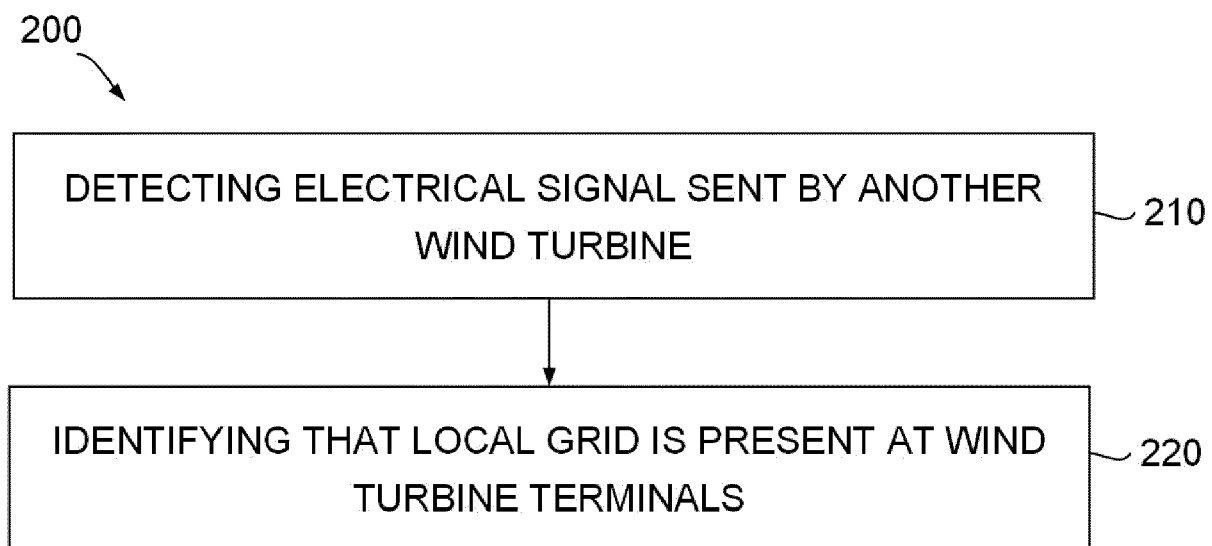 200
DETECTING ELECTRICAL SIGNAL SENT BY ANOTHER
WIND TURBINE
210
IDENTIFYING THAT LOCAL GRID IS PRESENT AT WIND
TURBINE TERMINALS
220